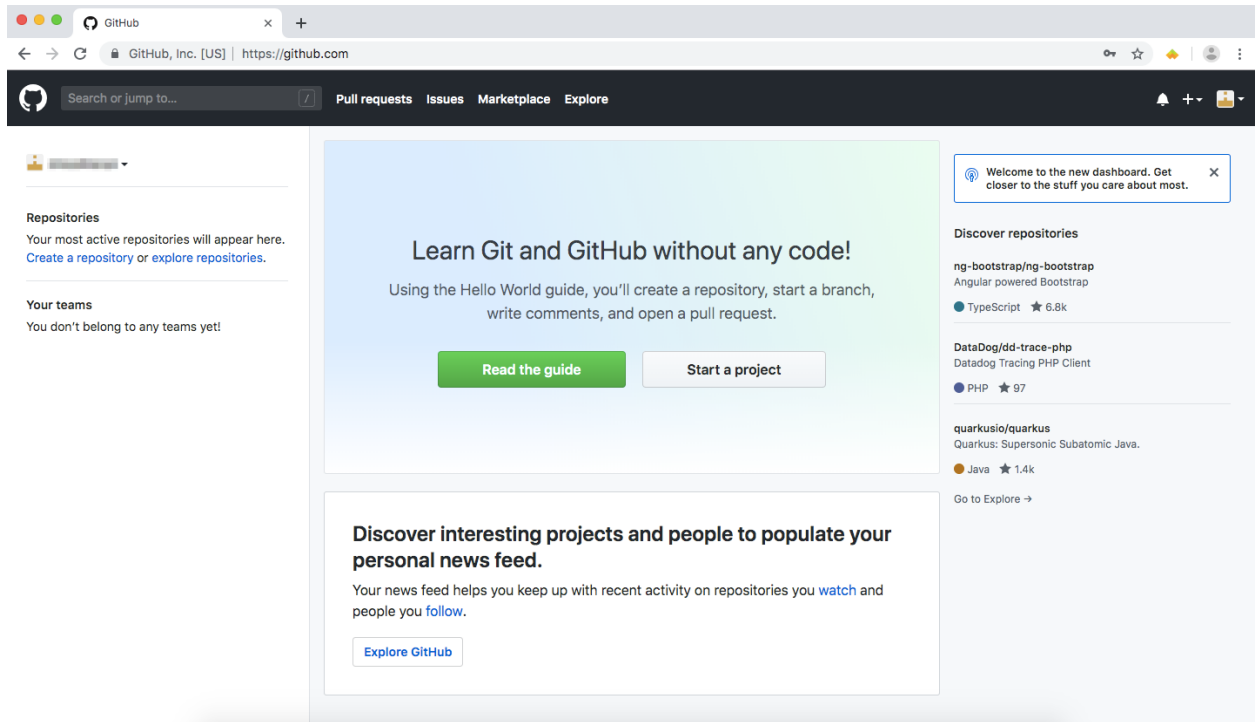 GitHub
GitHub, Inc. [US] | https://github.com
Search or jump to...
/
Pull requests Issues Marketplace Explore
Repositories
Your most active repositories will appear here.
Create a repository or explore repositories.
Your teams
You don’t belong to any teams yet!
Learn Git and GitHub without any code!
Using the Hello World guide, you’ll create a repository, start a branch,
write comments, and open a pull request.
Read the guide
Start a project
Discover interesting projects and people to populate your
personal news feed.
Your news feed helps you keep up with recent activity on repositories you watch and
people you follow.
Explore GitHub
Welcome to the new dashboard. Get
closer to the stuff you care about most.
Discover repositories
ng-bootstrap/ng-bootstrap
Angular powered Bootstrap
TypeScript 6.8k
DataDog/dd-trace-php
Datadog Tracing PHP Client
PHP 97
quarkusio/quarkus
Quarkus: Supersonic Subatomic Java.
Java 1.4k
Go to Explore →